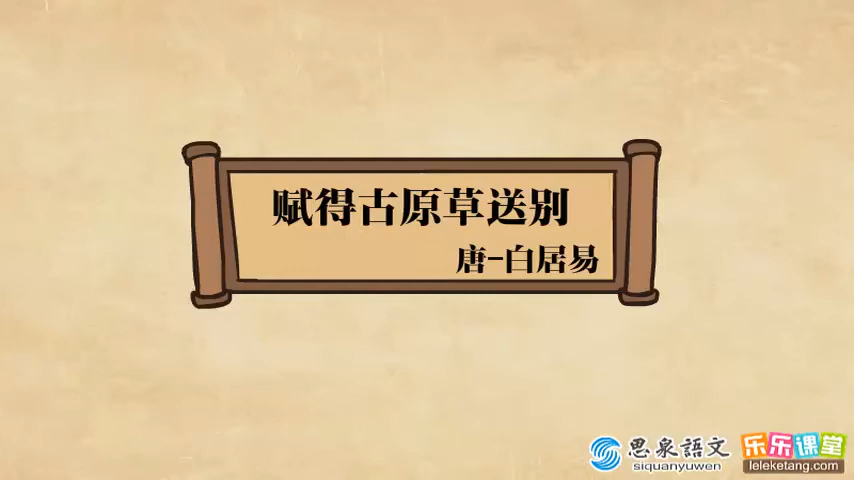 赋得古原草送别
唐-白居易
思泉語文
siquanyuwen
乐乐课堂
leleketang.com